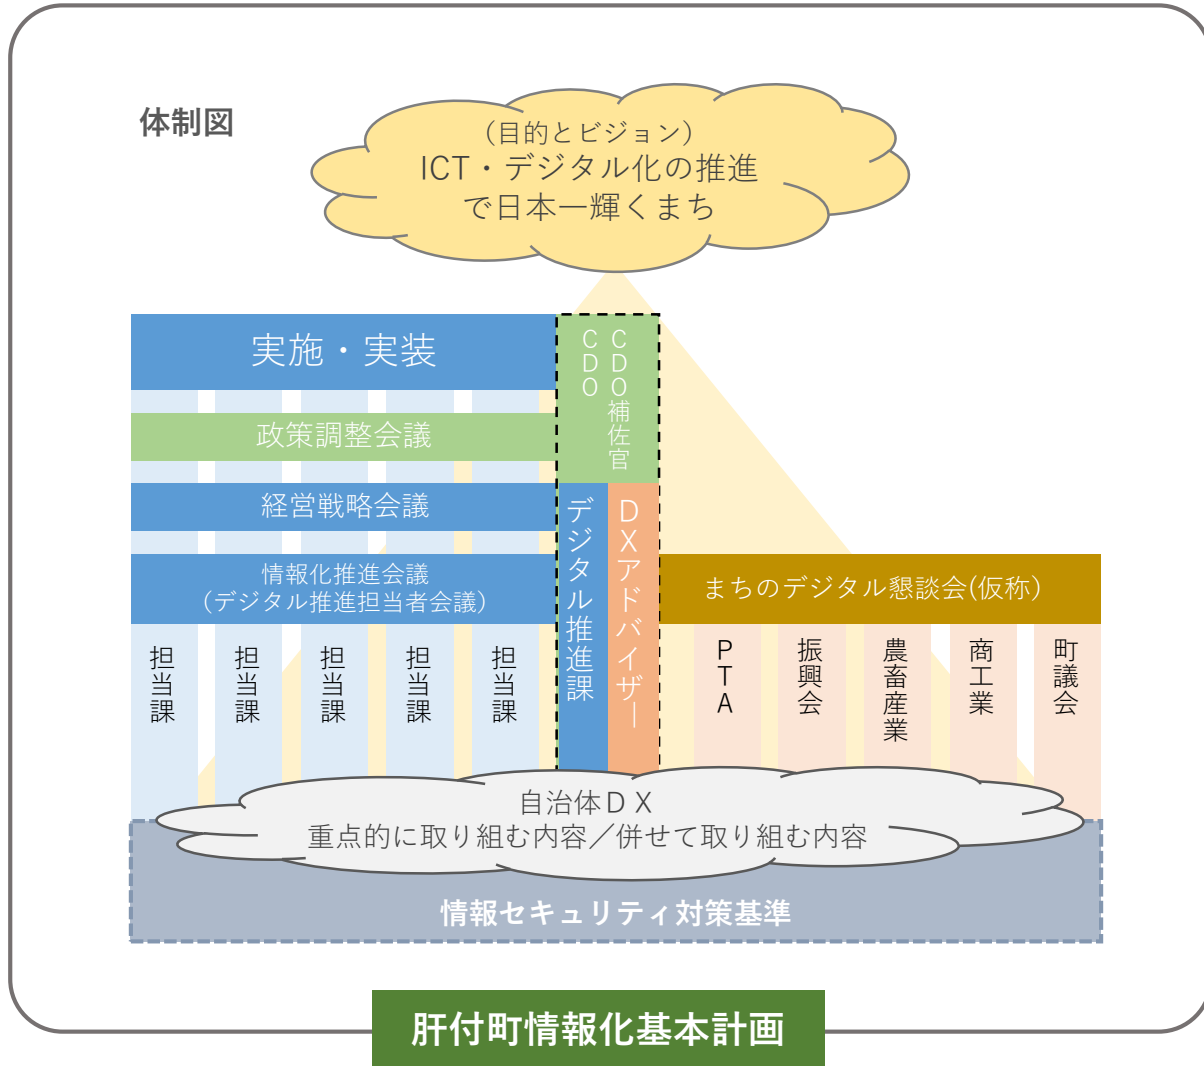 体制図
(目的とビジョン)
ICT・デジタル化の推進
で日本一輝くまち
実施・実装
CDO
CDO補佐官
政策調整会議
経営戦略会議
情報化推進会議
(デジタル推進担当者会議)
デジタル推進課
DXアドバイザー
まちのデジタル懇談会(仮称)
担当課
担当課
担当課
担当課
担当課
PTA
振興会
農畜産業
商工業
町議会
自治体DX
重点的に取り組む内容／併せて取り組む内容
情報セキュリティ対策基準
肝付町情報化基本計画